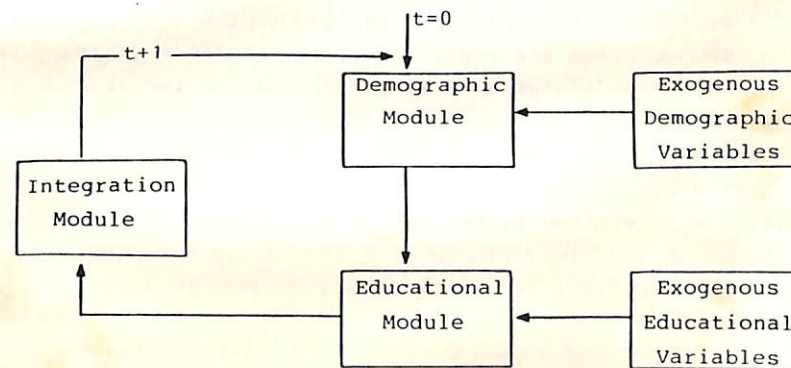 t=0
t+1
Demographic
Module
Exogenous
Demographic
Variables
Integration
Module
Educational
Module
Exogenous
Educational
Variables